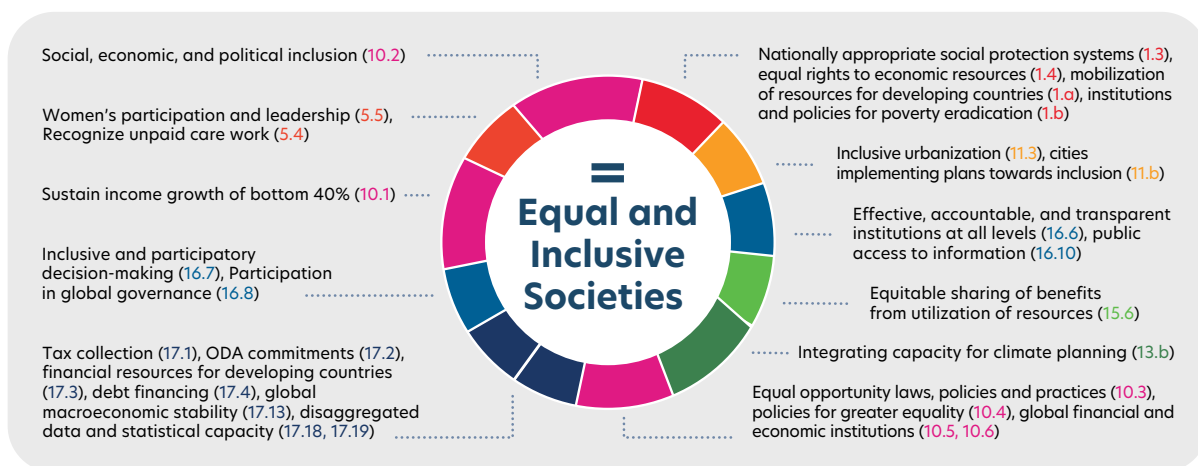 Social, economic, and political inclusion (10.2)
Women's participation and leadership (5.5),
Recognize unpaid care work (5.4)
Sustain income growth of bottom 40% (10.1)
Inclusive and participatory
decision-making (16.7), Participation
in global governance (16.8)
Tax collection (17.1), ODA commitments (17.2),
financial resources for developing countries
(17.3), debt financing (17.4), global
macroeconomic stability (17.13), disaggregated
data and statistical capacity (17.18, 17.19)
=
Equal and
Inclusive
Societies
Nationally appropriate social protection systems (1.3),
equal rights to economic resources (1.4), mobilization
of resources for developing countries (1.a), institutions
and policies for poverty eradication (1.b)
Inclusive urbanization (11.3), cities
implementing plans towards inclusion (11.b)
Effective, accountable, and transparent
institutions at all levels (16.6), public
access to information (16.10)
Equitable sharing of benefits
from utilization of resources (15.6)
Integrating capacity for climate planning (13.b)
Equal opportunity laws, policies and practices (10.3),
policies for greater equality (10.4), global financial and
economic institutions (10.5, 10.6)